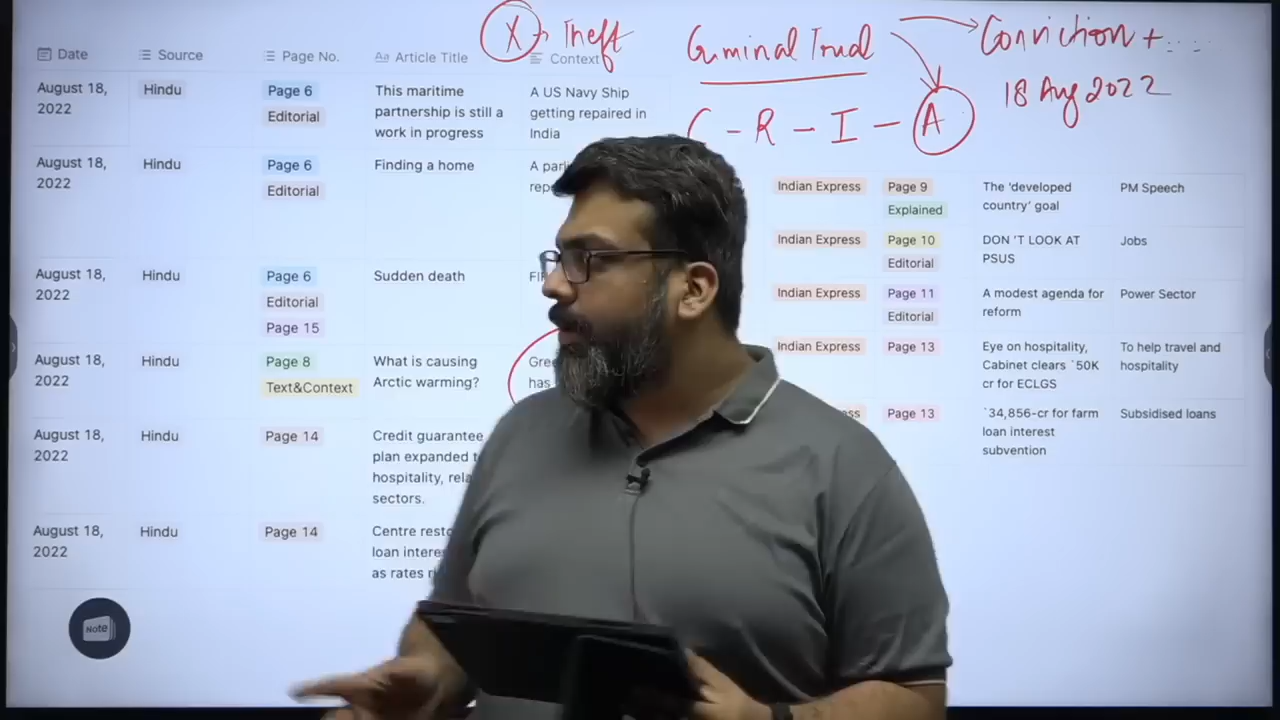 X → Theft
Criminal Trial
Conviction + ....
18 Aug 2022
C - R - I - A
Date
Source
Page No.
Aa Article Title
Context
August 18,
2022
Hindu
Page 6
Editorial
This maritime
partnership is still a
work in progress
A US Navy Ship
getting repaired in
India
August 18,
2022
Hindu
Page 6
Editorial
Finding a home
August 18,
2022
Hindu
Page 6
Editorial
Page 15
Sudden death
August 18,
2022
Hindu
Page 8
Text&Context
What is causing
Arctic warming?
has
August 18,
2022
Hindu
Page 14
Credit guarantee
plan expanded
hospitality,
sectors.
August 18,
2022
Hindu
Page 14
Centre
loan
as rates
Indian Express
Page 9
Explained
The 'developed
country' goal
PM Speech
Indian Express
Page 10
Editorial
DON 'T LOOK AT
PSUS
Jobs
Indian Express
Page 11
Editorial
A modest agenda for
reform
Power Sector
Indian Express
Page 13
Eye on hospitality,
Cabinet clears `50K
cr for ECLGS
To help travel and
hospitality
Page 13
`34,856-cr for farm
loan interest
subvention
Subsidised loans
Note